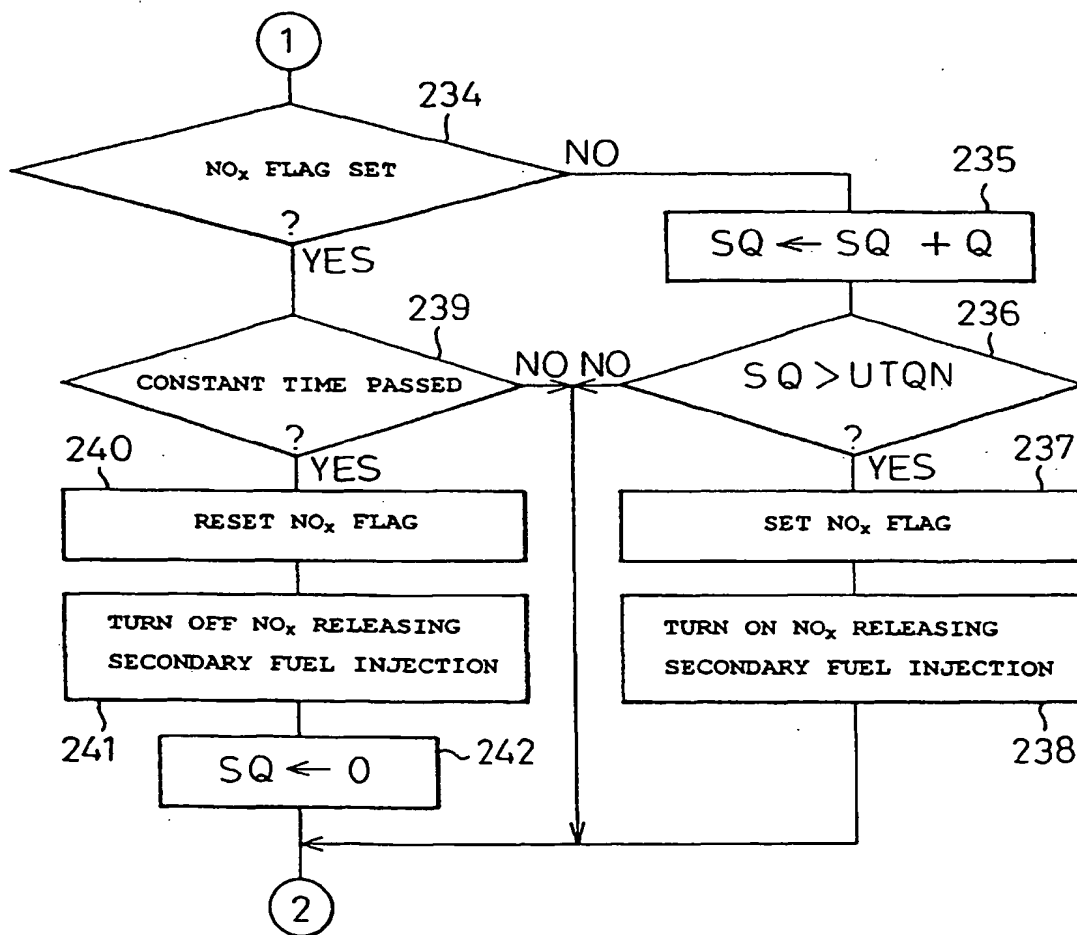 1
234
NOx FLAG SET
?
NO
YES
235
SQ ← SQ + Q
239
CONSTANT TIME PASSED
?
NO
YES
236
NO
SQ > UTQN
?
YES
240
RESET NOx FLAG
237
SET NOx FLAG
TURN OFF NOx RELEASING
SECONDARY FUEL INJECTION
241
TURN ON NOx RELEASING
SECONDARY FUEL INJECTION
238
SQ ← 0
242
2